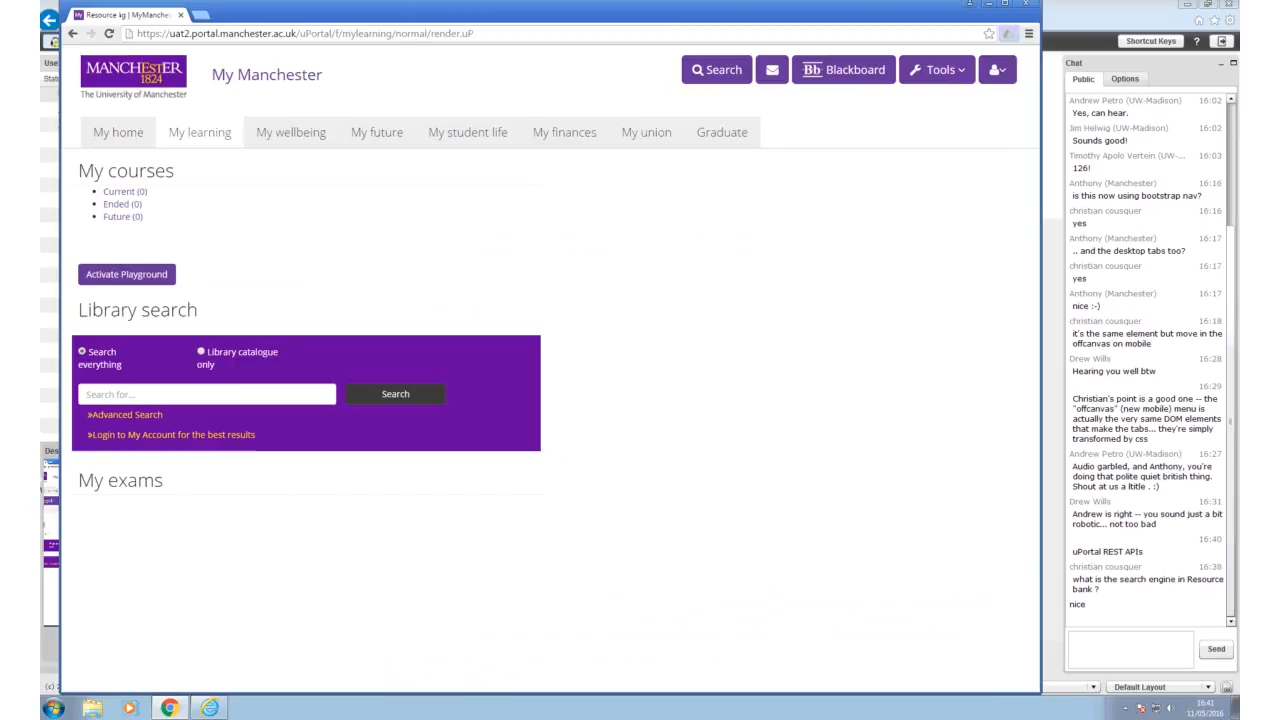 Resource
| MyManches
https://uat2.portal.manchester.ac.uk/uPortal/f/mylearning/normal/render.uP
MANCHESTER
1824
The University of Manchester
My Manchester
Search
Bb Blackboard
Tools
My home
My learning
My wellbeing
My future
My student life
My finances
My union
Graduate
My courses
Current (0)
Ended (0)
Future (0)
Activate Playground
Library search
Search everything
Library catalogue only
Search for...
Search
»Advanced Search
»Login to My Account for the best results
My exams
Use
Stat
Des
(c)
Shortcut Keys
?
Chat
Public
Options
Andrew Petro (UW-Madison) 16:02
Yes, can hear.
Jim Helwig (UW-Madison) 16:02
Sounds good!
Timothy Apolo Vertein (UW-... 16:03
126!
Anthony (Manchester) 16:16
is this now using bootstrap nav?
christian cousquer 16:16
yes
Anthony (Manchester) 16:17
.. and the desktop tabs too?
christian cousquer 16:17
yes
Anthony (Manchester) 16:17
nice :-)
christian cousquer 16:18
it's the same element but move in the
offcanvas on mobile
Drew Wills 16:28
Hearing you well btw
16:29
Christian's point is a good one -- the
"offcanvas" (new mobile) menu is
actually the very same DOM elements
that make the tabs... they're simply
transformed by css
Andrew Petro (UW-Madison) 16:27
Audio garbled, and Anthony, you're
doing that polite quiet british thing.
Shout at us a ltitle . :)
Drew Wills 16:31
Andrew is right -- you sound just a bit
robotic... not too bad
16:40
uPortal REST APIs
christian cousquer 16:38
what is the search engine in Resource
bank ?
nice
Send
Default Layout
16:41
11/05/2016